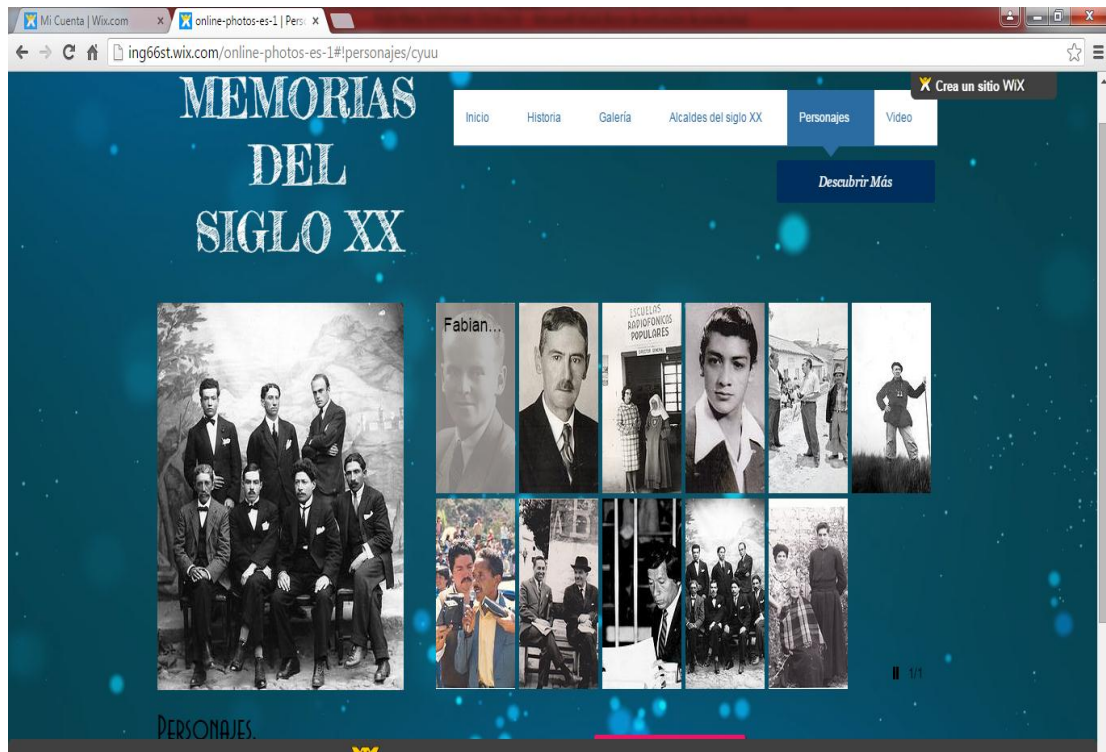 Mi Cuenta | Wix.com
online-photos-es-1 | Pers
ing66st.wix.com/online-photos-es-1#!personajes/cyuu
Crea un sitio WiX
MEMORIAS
DEL
SIGLO XX
Inicio Historia Galería Alcaldes del siglo XX Personajes Video
Descubrir Más
Fabian...
ESCUELAS
RADIOFONICAS
POPULARES
DIRECTOR GENERAL
1/1
PERSONAJES.